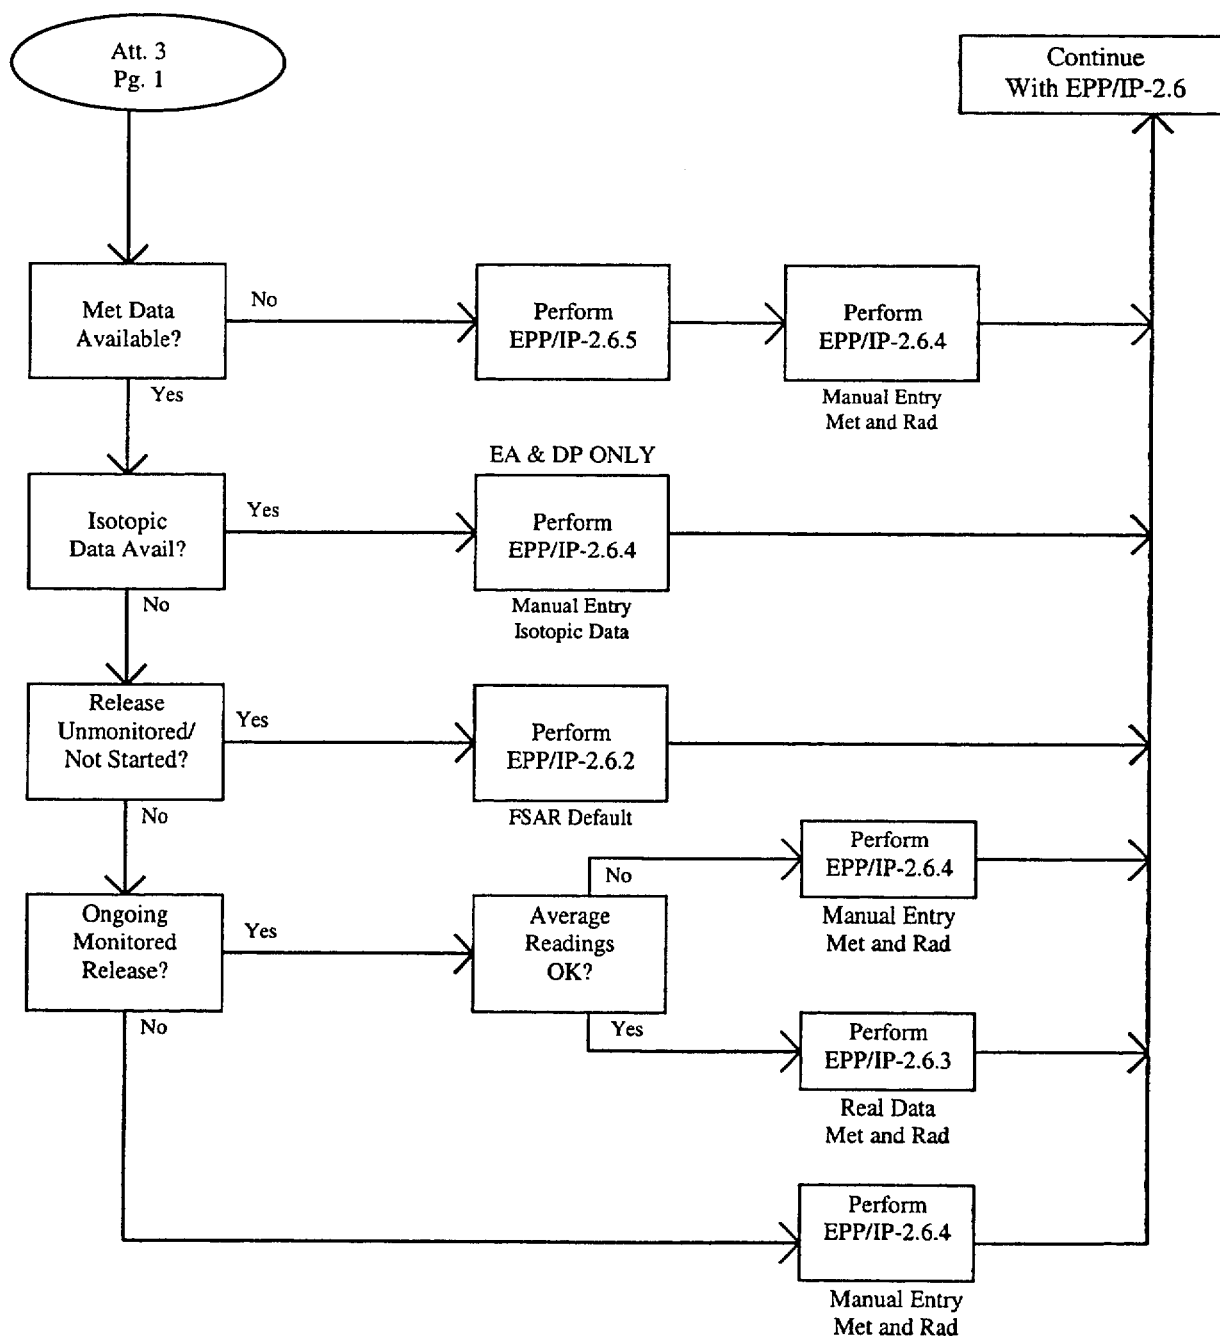 Att. 3
Pg. 1
Continue
With EPP/IP-2.6
Met Data
Available?
No
Perform
EPP/IP-2.6.5
Perform
EPP/IP-2.6.4
Manual Entry
Met and Rad
Yes
EA & DP ONLY
Isotopic
Data Avail?
Yes
Perform
EPP/IP-2.6.4
Manual Entry
Isotopic Data
No
Release
Unmonitored/
Not Started?
Yes
Perform
EPP/IP-2.6.2
FSAR Default
No
Ongoing
Monitored
Release?
Yes
Average
Readings
OK?
No
Perform
EPP/IP-2.6.4
Manual Entry
Met and Rad
Yes
Perform
EPP/IP-2.6.3
Real Data
Met and Rad
No
Perform
EPP/IP-2.6.4
Manual Entry
Met and Rad